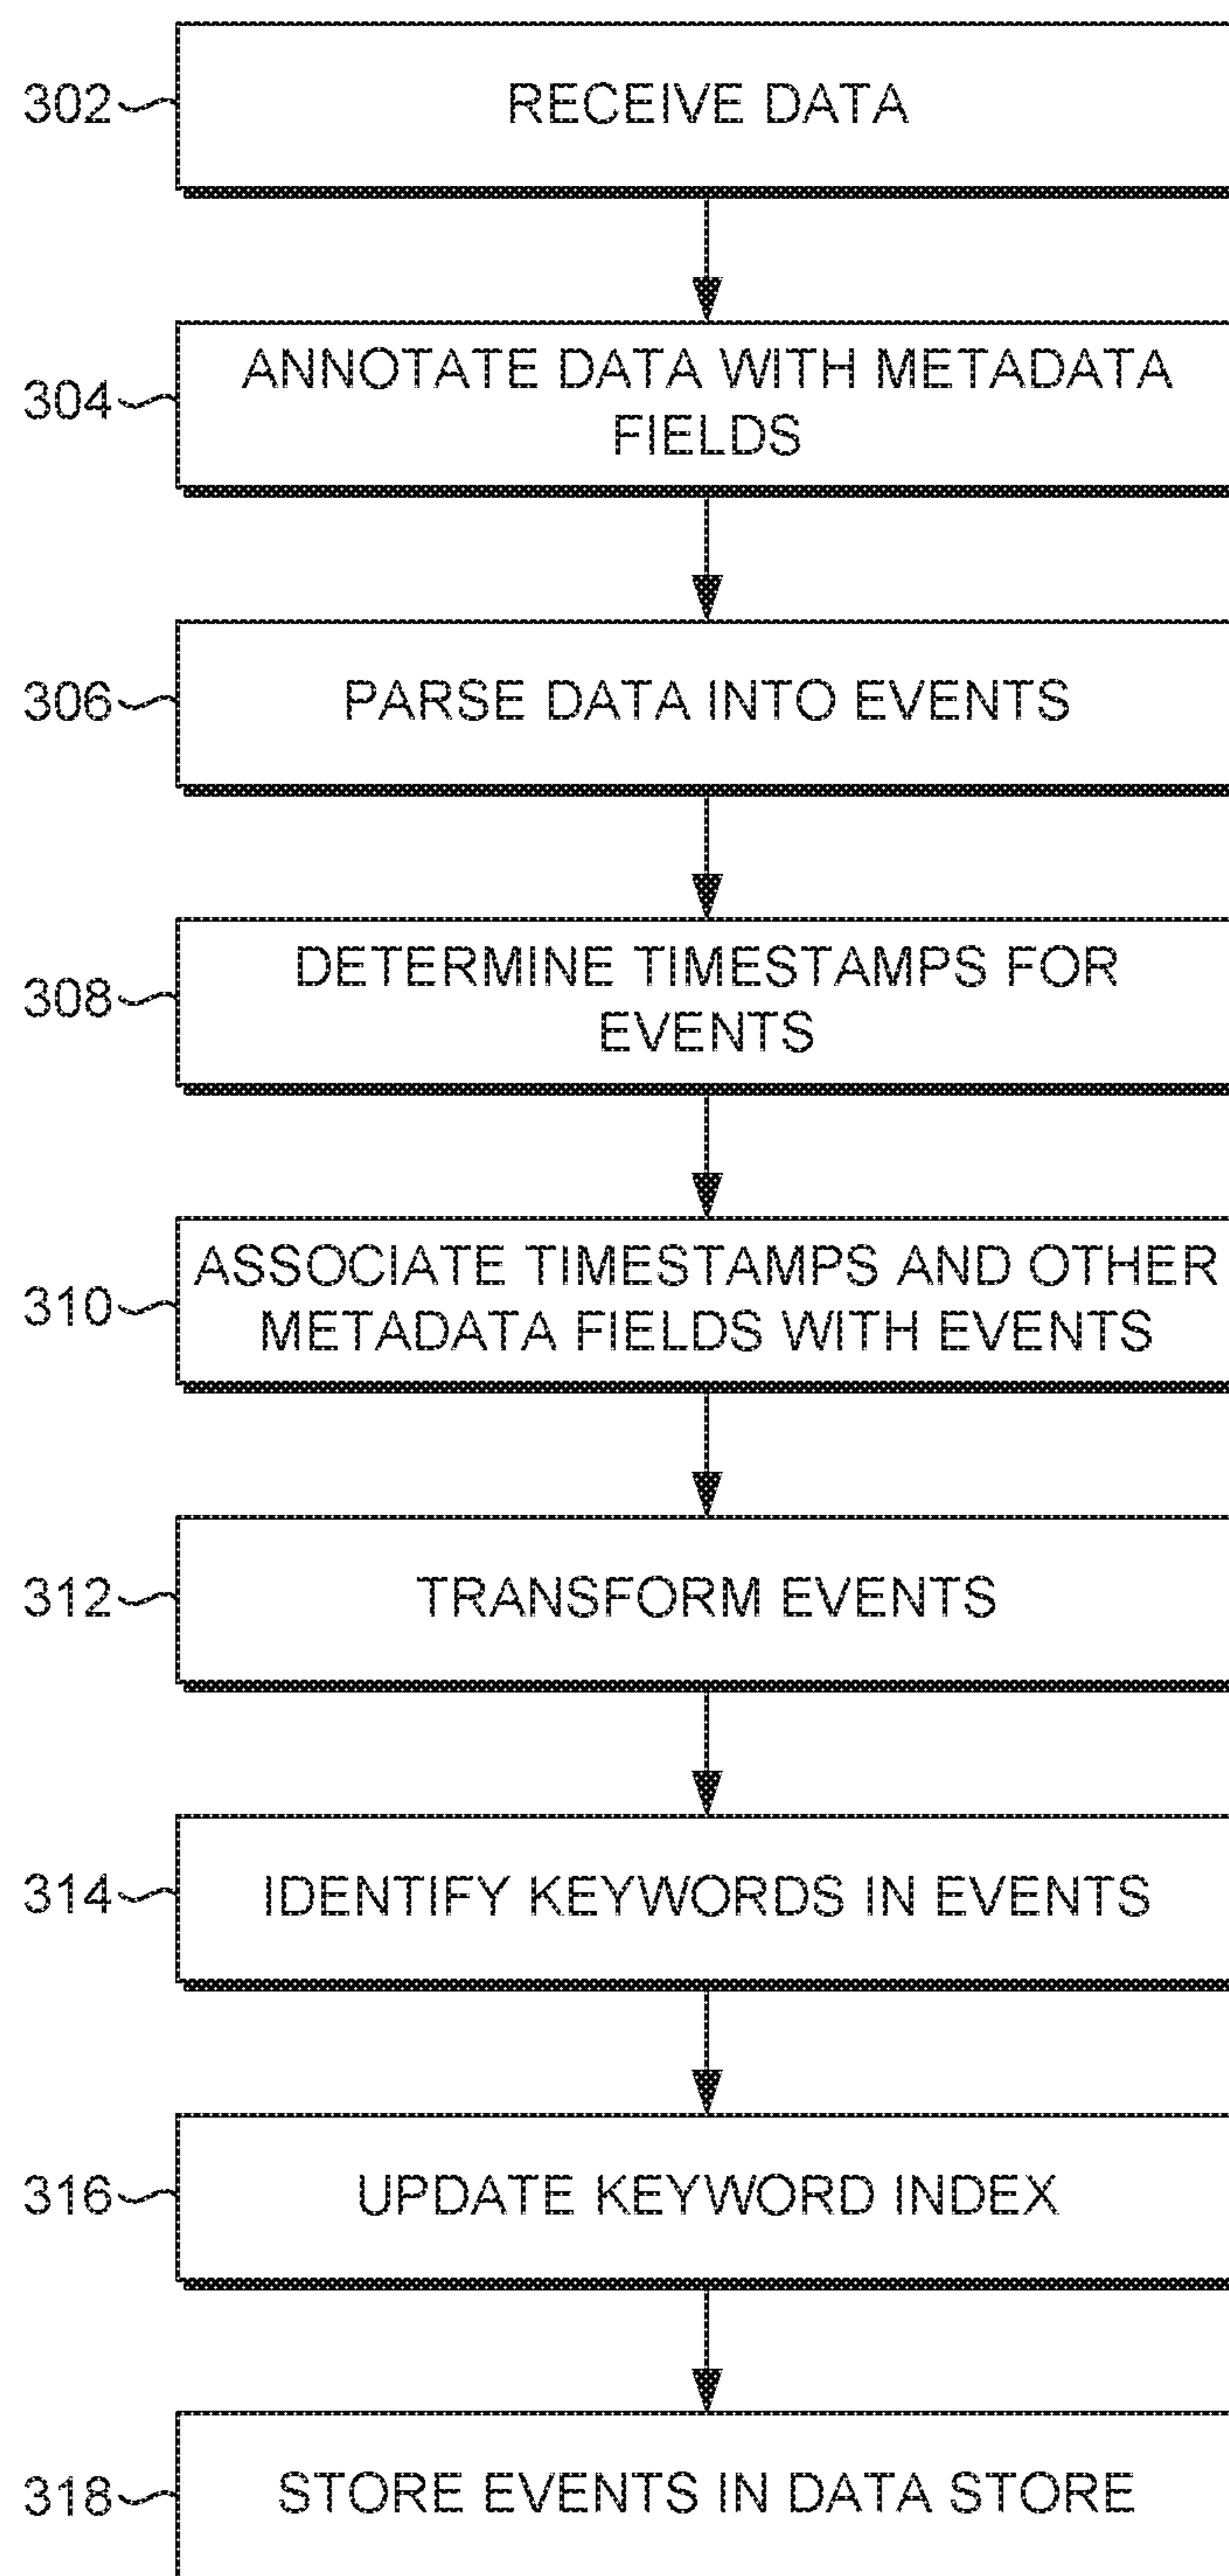 302 RECEIVE DATA
304 ANNOTATE DATA WITH METADATA
FIELDS
306 PARSE DATA INTO EVENTS
308 DETERMINE TIMESTAMPS FOR
EVENTS
310 ASSOCIATE TIMESTAMPS AND OTHER
METADATA FIELDS WITH EVENTS
312 TRANSFORM EVENTS
314 IDENTIFY KEYWORDS IN EVENTS
316 UPDATE KEYWORD INDEX
318 STORE EVENTS IN DATA STORE